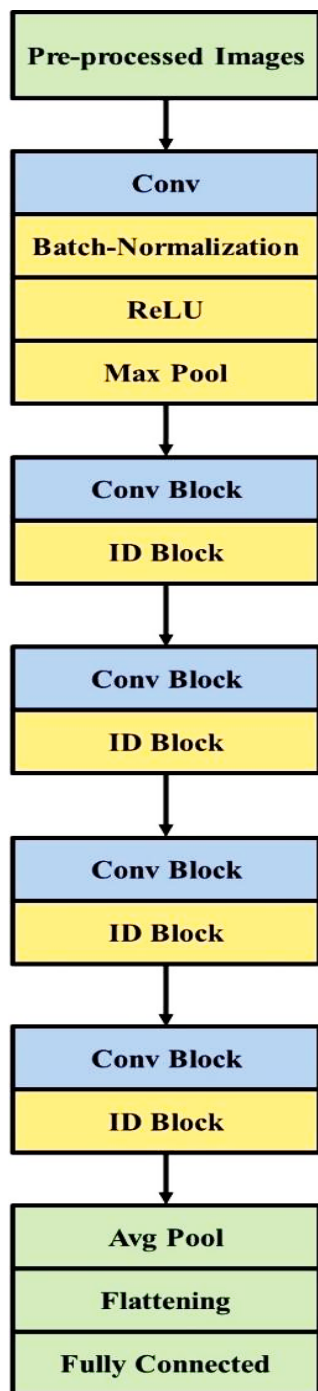 Pre-processed Images
Conv
Batch-Normalization
ReLU
Max Pool
Conv Block
ID Block
Conv Block
ID Block
Conv Block
ID Block
Conv Block
ID Block
Avg Pool
Flattening
Fully Connected